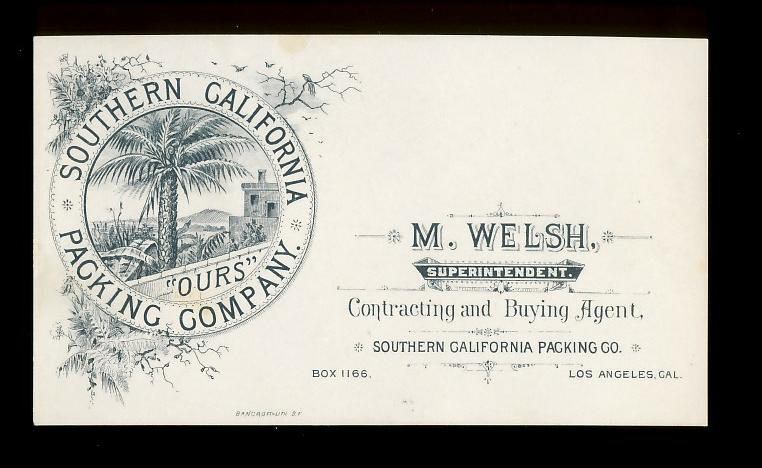 SOUTHERN CALIFORNIA
PACKING COMPANY.
"OURS"
M. WELSH,
SUPERINTENDENT.
Contracting and Buying Agent,
SOUTHERN CALIFORNIA PACKING CO.
BOX 1166.
LOS ANGELES, CAL.